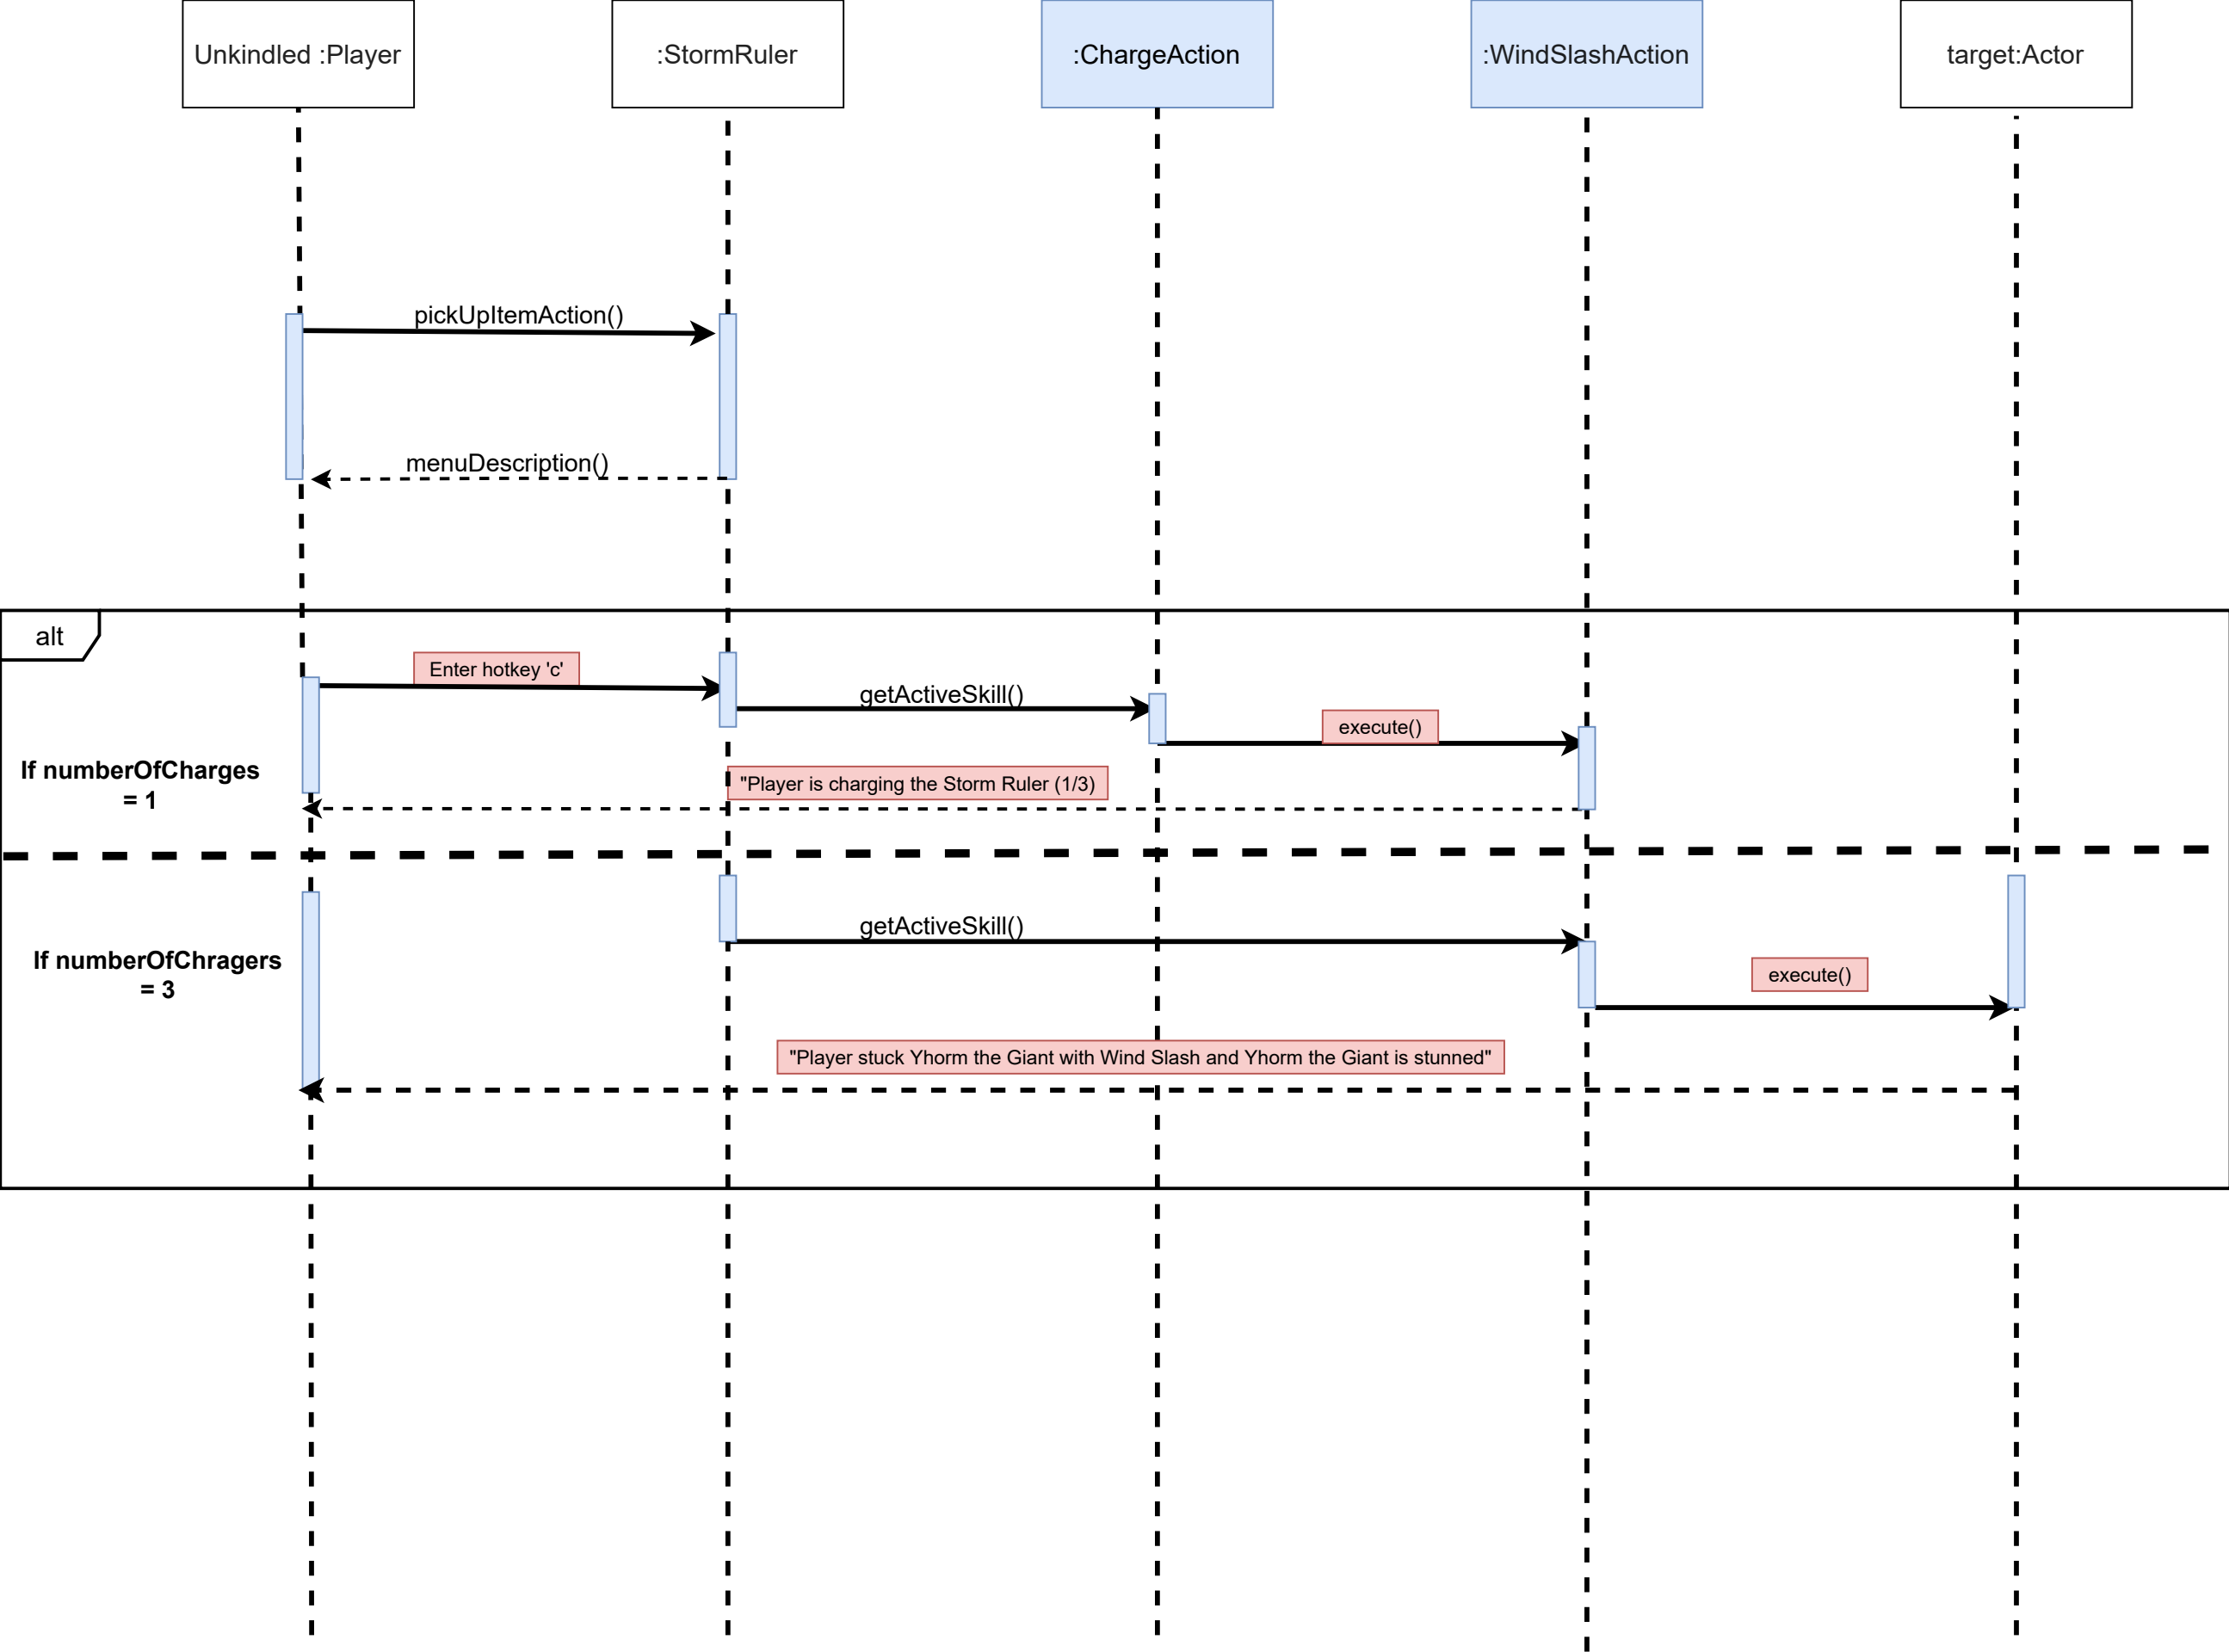 Unkindled :Player
:StormRuler
:ChargeAction
:WindSlashAction
target:Actor
pickUpItemAction()
menuDescription()
alt
Enter hotkey 'c'
getActiveSkill()
execute()
If numberOfCharges
= 1
"Player is charging the Storm Ruler (1/3)
getActiveSkill()
If numberOfChragers
= 3
execute()
"Player stuck Yhorm the Giant with Wind Slash and Yhorm the Giant is stunned"